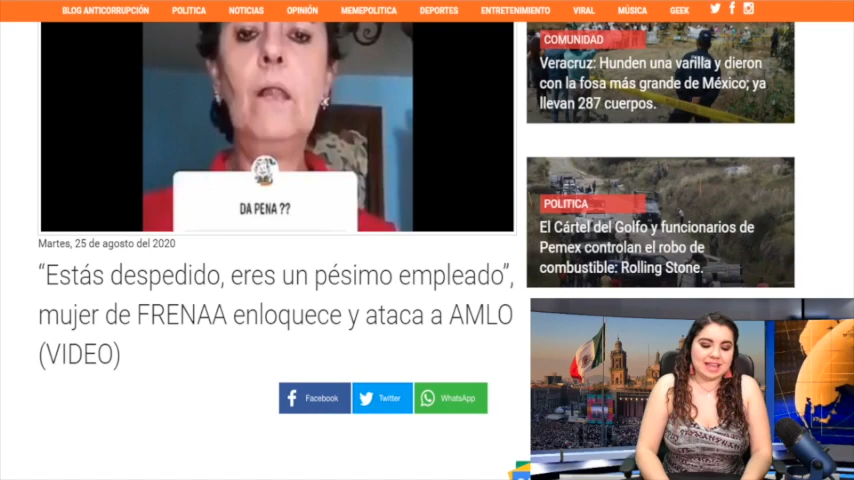 BLOG ANTICORRUPCIÓN POLITICA NOTICIAS OPINIÓN MEMEPOLITICA DEPORTES ENTRETENIMIENTO VIRAL MÚSICA GEEK
DA PENA ??
Martes, 25 de agosto del 2020
“Estás despedido, eres un pésimo empleado”,
mujer de FRENAA enloquece y ataca a AMLO
(VIDEO)
Facebook Twitter WhatsApp
COMUNIDAD
Veracruz: Hunden una varilla y dieron
con la fosa más grande de México; ya
llevan 287 cuerpos.
POLITICA
El Cártel del Golfo y funcionarios de
Pemex controlan el robo de
combustible: Rolling Stone.